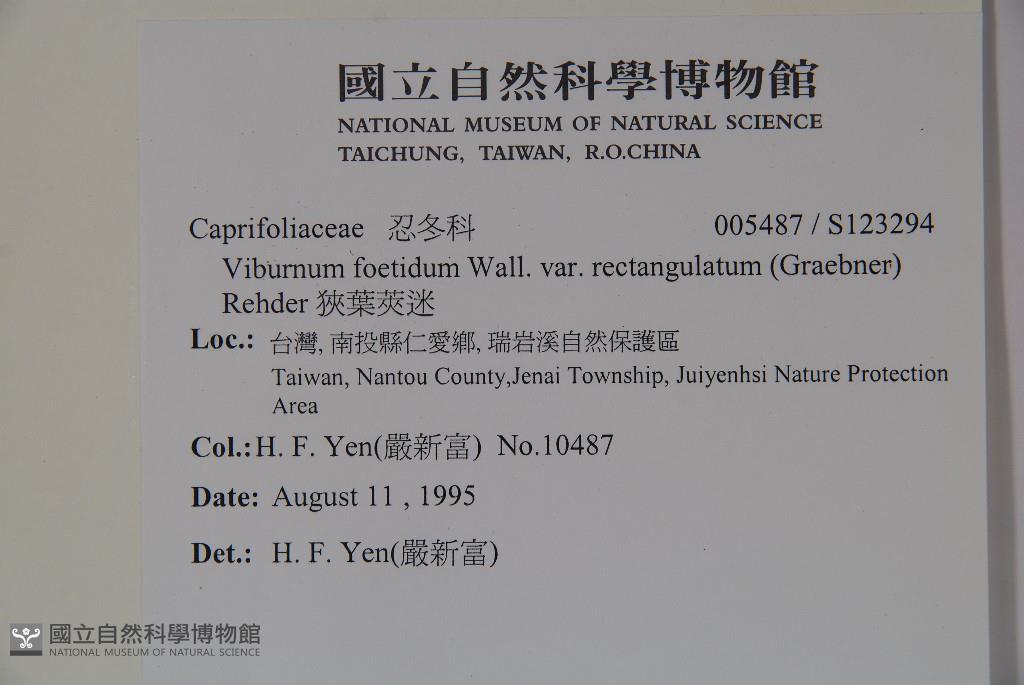 國立自然科學博物館
NATIONAL MUSEUM OF NATURAL SCIENCE
TAICHUNG, TAIWAN, R.O.CHINA
Caprifoliaceae 忍冬科 005487 / S123294
Viburnum foetidum Wall. var. rectangulatum (Graebner)
Rehder 狹葉莢迷
Loc.: 台灣, 南投縣仁愛鄉, 瑞岩溪自然保護區
Taiwan, Nantou County,Jenai Township, Juiyenhsi Nature Protection
Area
Col.: H. F. Yen(嚴新富) No.10487
Date: August 11 , 1995
Det.: H. F. Yen(嚴新富)
國立自然科學博物館
NATIONAL MUSEUM OF NATURAL SCIENCE